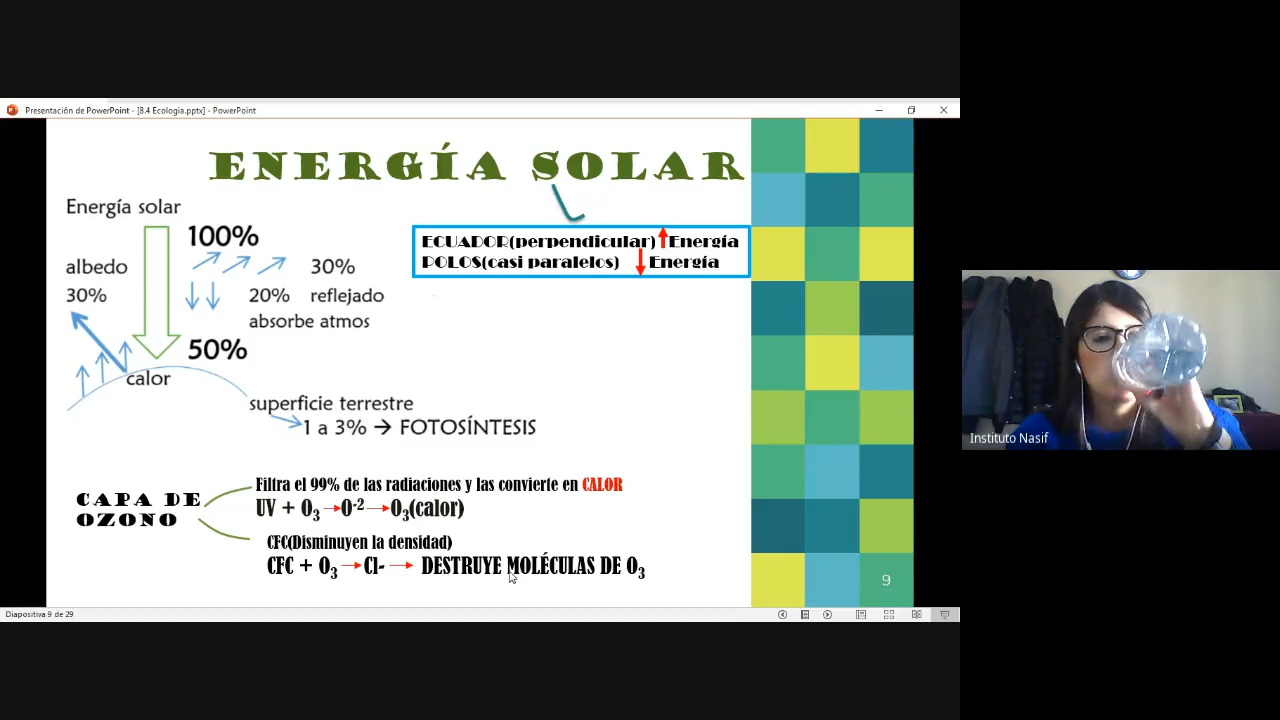 Presentación de PowerPoint - [8.4 Ecologia.pptx] - PowerPoint
ENERGÍA SOLAR
Energía solar
100%
ECUADOR(perpendicular) Energía
POLOS(casi paralelos) Energía
albedo
30%
30%
20% reflejado
absorbe atmos
50%
calor
superficie terrestre
1 a 3% → FOTOSÍNTESIS
CAPA DE
OZONO
Filtra el 99% de las radiaciones y las convierte en CALOR
UV + O3 → O-2 → O3(calor)
CFC(Disminuyen la densidad)
CFC + O3 → Cl- → DESTRUYE MOLÉCULAS DE O3
9
Diapositiva 9 de 29
Instituto Nasif